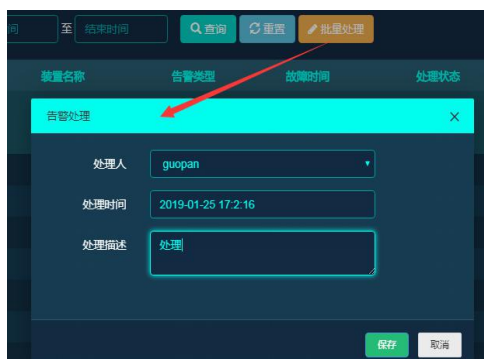 间 至 结束时间 查询 重置 批量处理
装置名称 告警类型 故障时间 处理状态
告警处理
处理人 guopan
处理时间 2019-01-25 17:2:16
处理描述 处理
保存 取消